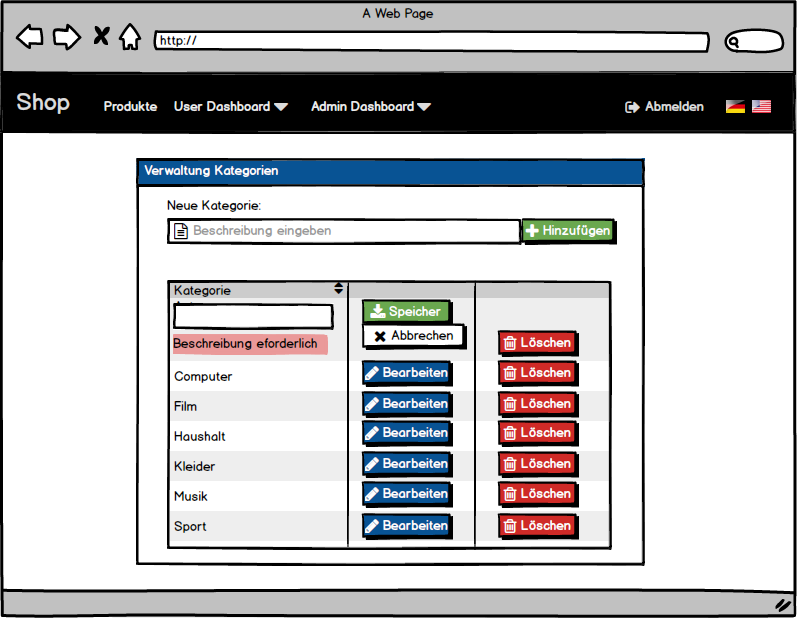 A Web Page
http://
Shop Produkte User Dashboard Admin Dashboard Abmelden
Verwaltung Kategorien
Neue Kategorie:
Beschreibung eingeben Hinzufügen
Kategorie
Speicher
Abbrechen
Beschreibung eforderlich Löschen
Computer Bearbeiten Löschen
Film Bearbeiten Löschen
Haushalt Bearbeiten Löschen
Kleider Bearbeiten Löschen
Musik Bearbeiten Löschen
Sport Bearbeiten Löschen